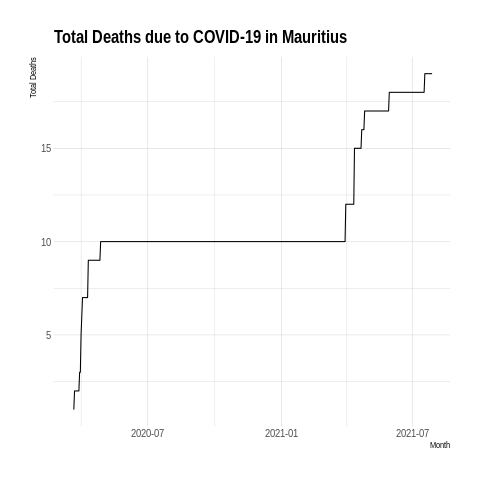 Total Deaths due to COVID-19 in Mauritius
Total Deaths
15
10
5
2020-07 2021-01 2021-07
Month